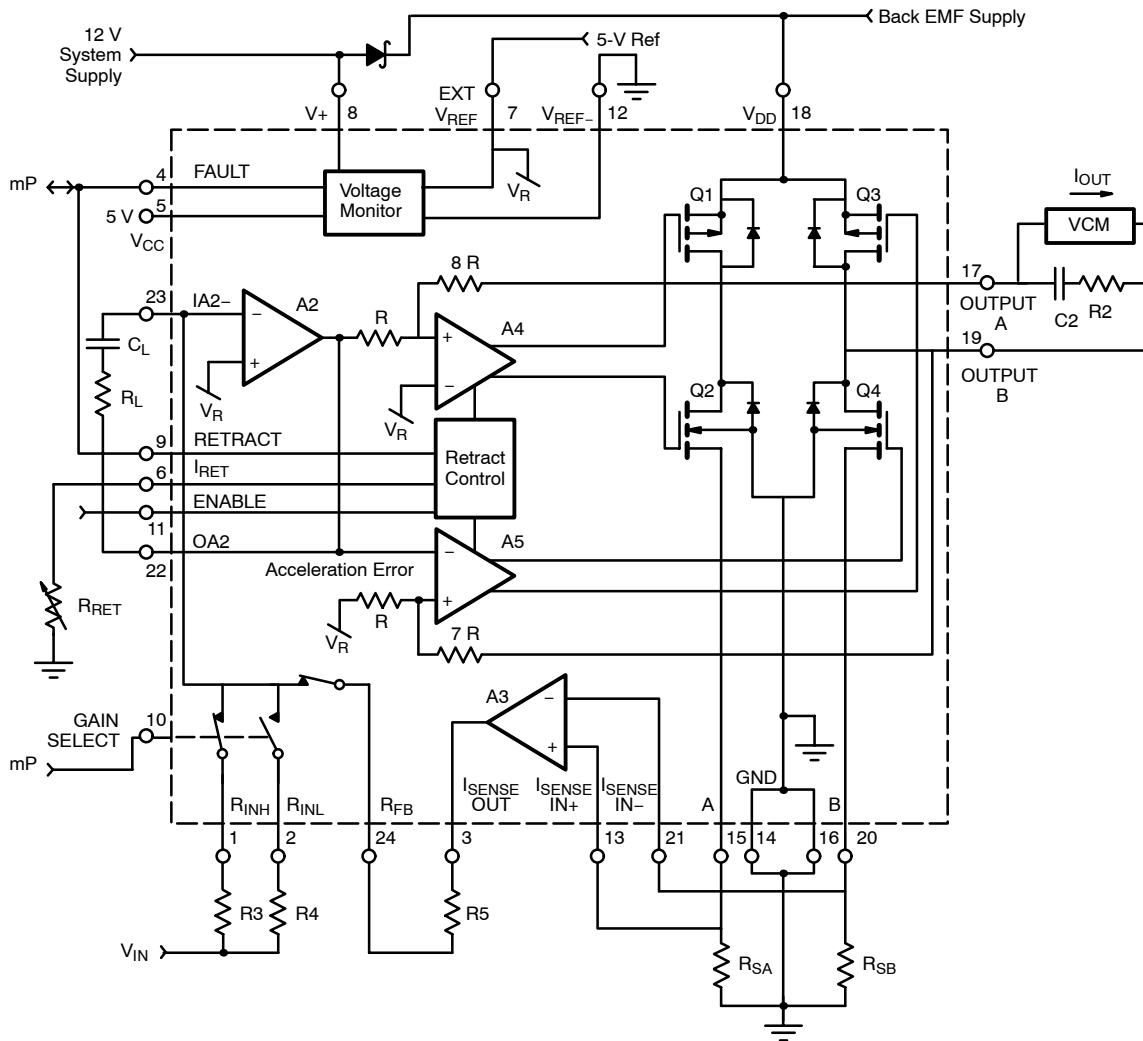 Back EMF Supply
12 V
System
Supply
5-V Ref
EXT
V+ 8
VREF 7
VREF− 12
VDD 18
mP
4 FAULT
5
5 V
VCC
Voltage
Monitor
VR
Q1
Q3
IOUT
VCM
8 R
17
OUTPUT
A
C2
R2
23 IA2−
A2
−
+
R
A4
+
−
CL
VR
VR
19
OUTPUT
B
RL
Q2
Q4
9 RETRACT
6 IRET
Retract
Control
ENABLE
11
OA2
22
A5
−
+
Acceleration Error
RRET
VR
R
7 R
A3
−
+
GAIN
SELECT
10
mP
RINH
RINL
RFB
ISENSE
OUT
ISENSE
IN+
ISENSE
IN−
A
GND
B
1
2
24
3
13
21
15
14
16
20
R3
R4
R5
VIN
RSA
RSB